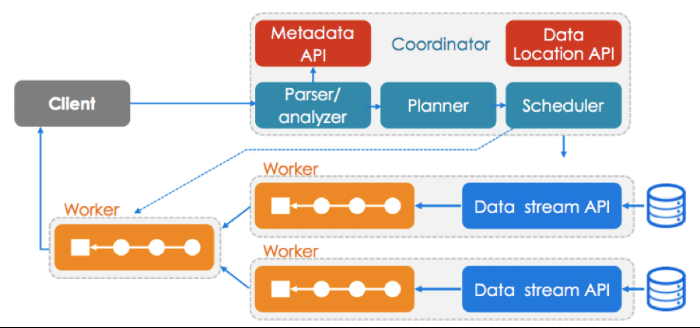 Metadata
API
Coordinator
Data
Location API
Client
Parser/
analyzer
Planner
Scheduler
Worker
Data stream API
Worker
Worker
Data stream API